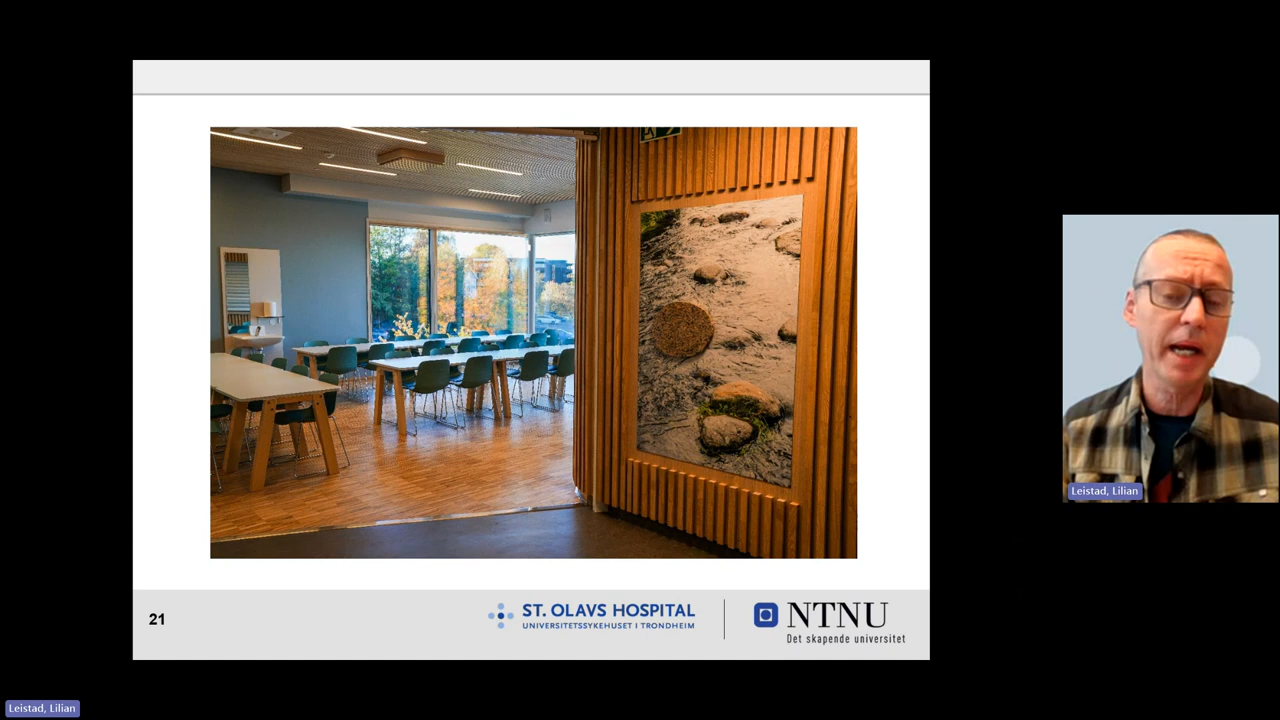 21
ST. OLAVS HOSPITAL
UNIVERSITETSSYKEHUSET I TRONDHEIM
NTNU
Det skapende universitet
Leistad, Lilian
Leistad, Lilian